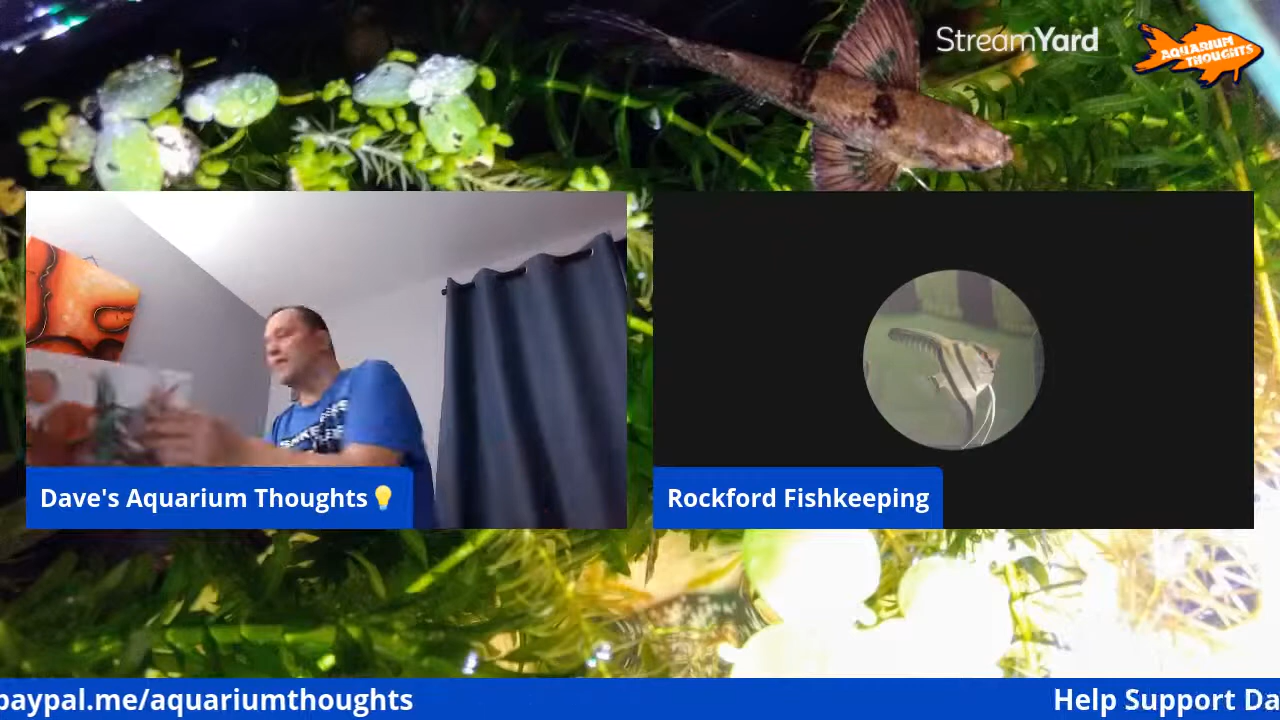 StreamYard
AQUARIUM
THOUGHTS
Dave's Aquarium Thoughts💡
Rockford Fishkeeping
paypal.me/aquariumthoughts
Help Support Da